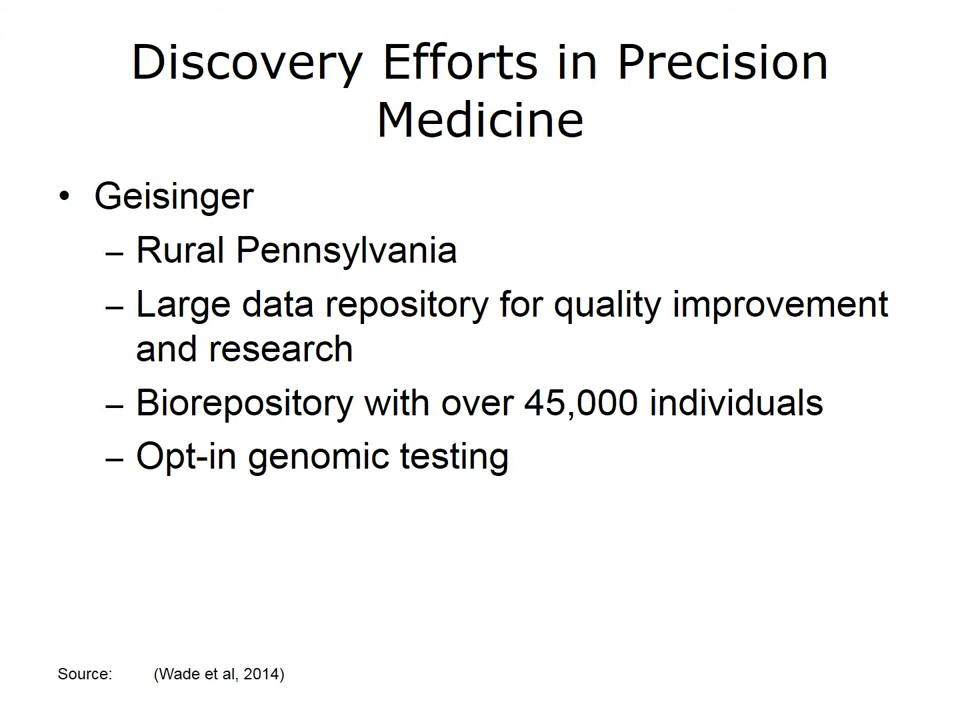 Discovery Efforts in Precision
Medicine
• Geisinger
– Rural Pennsylvania
– Large data repository for quality improvement
and research
– Biorepository with over 45,000 individuals
– Opt-in genomic testing
Source: (Wade et al, 2014)